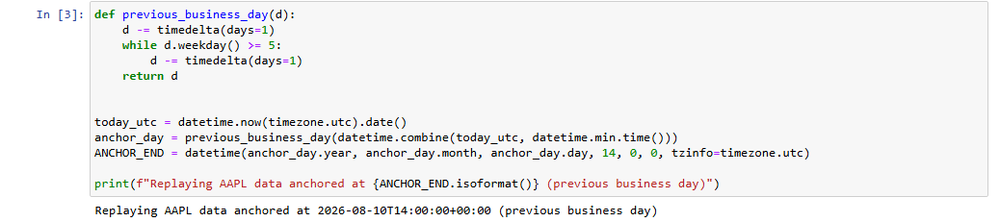 In [3]: def previous_business_day(d):
    d -= timedelta(days=1)
    while d.weekday() >= 5:
        d -= timedelta(days=1)
    return d
today_utc = datetime.now(timezone.utc).date()
anchor_day = previous_business_day(datetime.combine(today_utc, datetime.min.time()))
ANCHOR_END = datetime(anchor_day.year, anchor_day.month, anchor_day.day, 14, 0, 0, tzinfo=timezone.utc)
print(f"Replaying AAPL data anchored at {ANCHOR_END.isoformat()} (previous business day)")
Replaying AAPL data anchored at 2026-08-10T14:00:00+00:00 (previous business day)